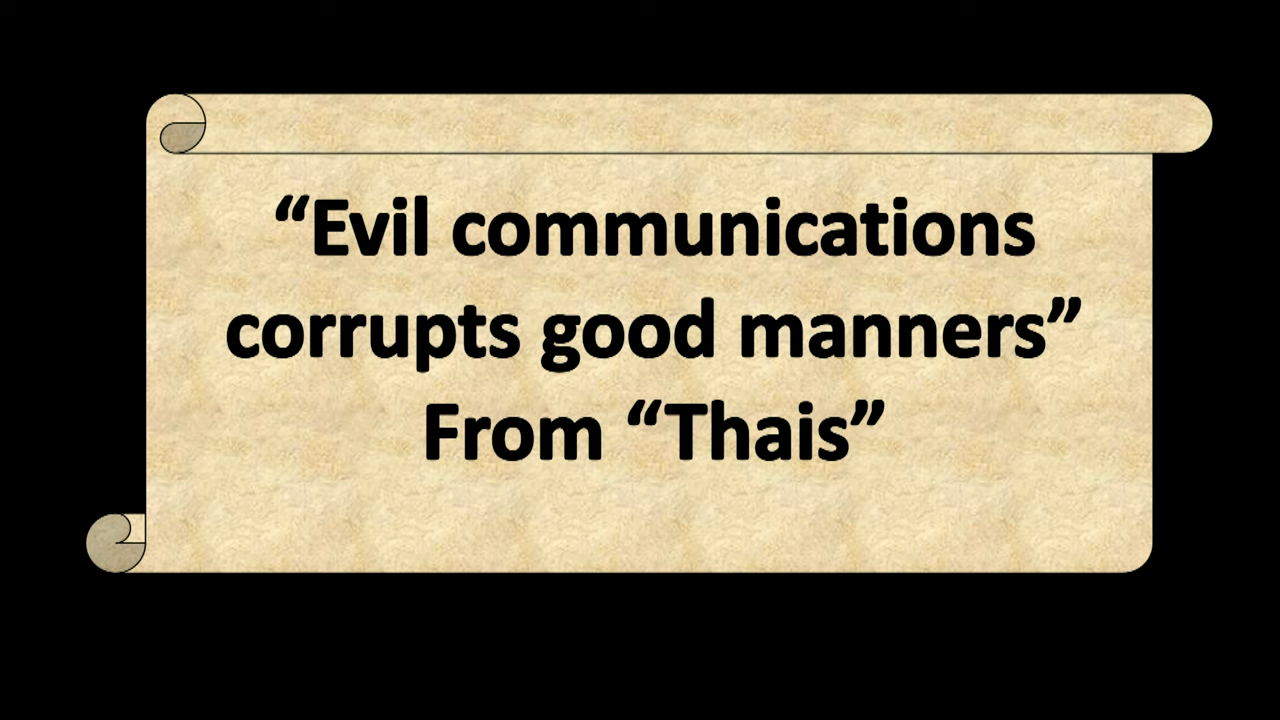 “Evil communications
corrupts good manners”
From “Thais”